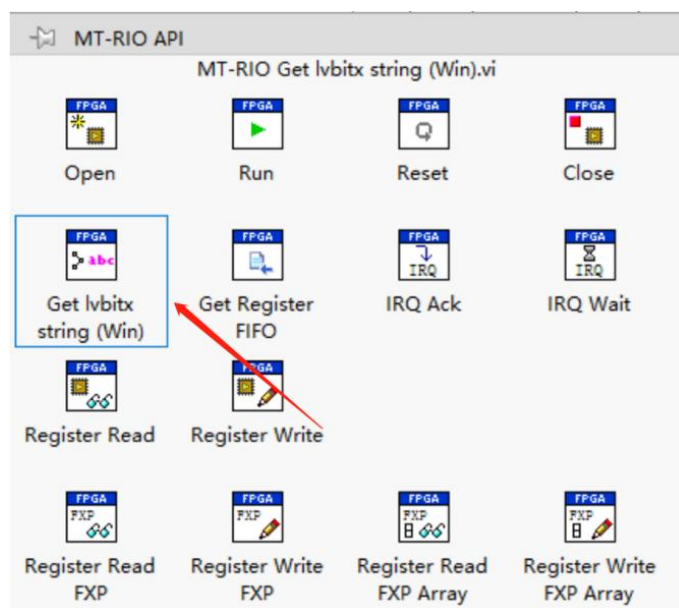 MT-RIO API
MT-RIO Get lvbitx string (Win).vi
FPGA FPGA FPGA FPGA
Open Run Reset Close
FPGA FPGA FPGA FPGA
abc IRQ IRQ
Get lvbitx Get Register IRQ Ack IRQ Wait
string (Win) FIFO
FPGA FPGA
Register Read Register Write
FPGA FPGA FPGA FPGA
FXP FXP FXP FXP
Register Read Register Write Register Read Register Write
FXP FXP FXP Array FXP Array